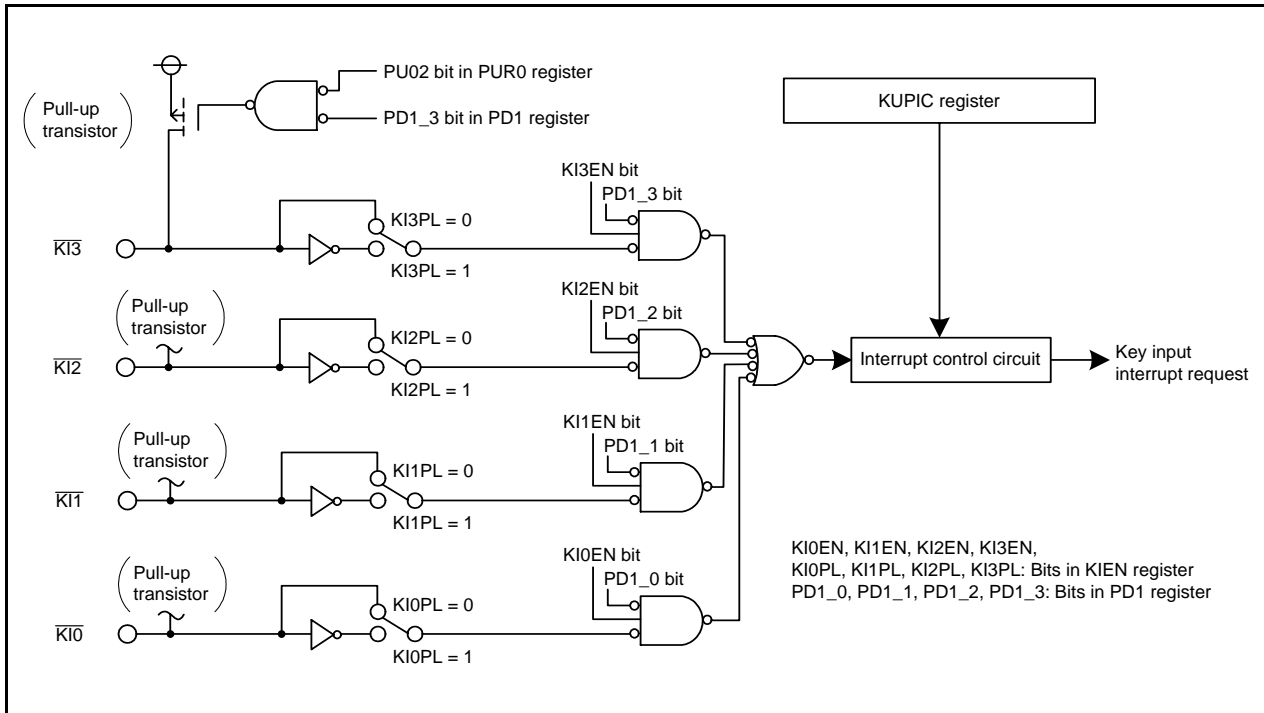 PU02 bit in PUR0 register
KUPIC register
Pull-up
transistor
PD1_3 bit in PD1 register
KI3EN bit
PD1_3 bit
KI3PL = 0
KI3
KI3PL = 1
Pull-up
transistor
KI2EN bit
PD1_2 bit
KI2PL = 0
KI2
KI2PL = 1
Interrupt control circuit
Key input
interrupt request
Pull-up
transistor
KI1EN bit
PD1_1 bit
KI1PL = 0
KI1
KI1PL = 1
Pull-up
transistor
KI0EN bit
PD1_0 bit
KI0PL = 0
KI0
KI0PL = 1
KI0EN, KI1EN, KI2EN, KI3EN,
KI0PL, KI1PL, KI2PL, KI3PL: Bits in KIEN register
PD1_0, PD1_1, PD1_2, PD1_3: Bits in PD1 register